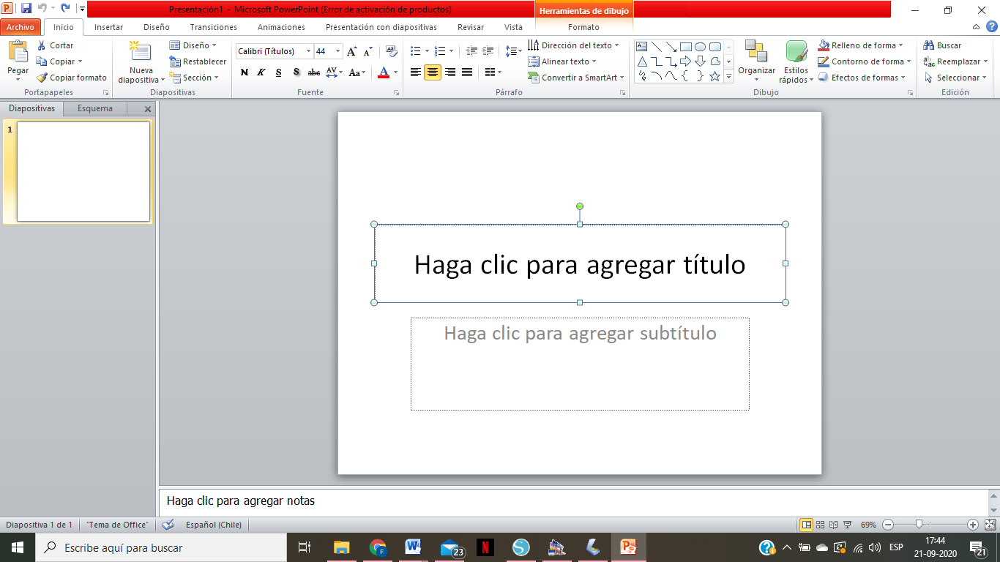 Presentación1 - Microsoft PowerPoint (Error de activación de productos)
Herramientas de dibujo
Archivo Inicio Insertar Diseño Transiciones Animaciones Presentación con diapositivas Revisar Vista Formato
Pegar
Cortar
Copiar
Copiar formato
Portapapeles
Nueva diapositiva
Diseño
Restablecer
Sección
Diapositivas
Calibri (Títulos) 44
N K S S abc AV Aa A
Fuente
Dirección del texto
Alinear texto
Convertir a SmartArt
Párrafo
Organizar
Estilos rápidos
Relleno de forma
Contorno de forma
Efectos de formas
Dibujo
Buscar
Reemplazar
Seleccionar
Edición
Diapositivas Esquema
1
Haga clic para agregar título
Haga clic para agregar subtítulo
Haga clic para agregar notas
Diapositiva 1 de 1 "Tema de Office" Español (Chile) 69%
Escribe aquí para buscar
23
ESP
17:44
21-09-2020
21